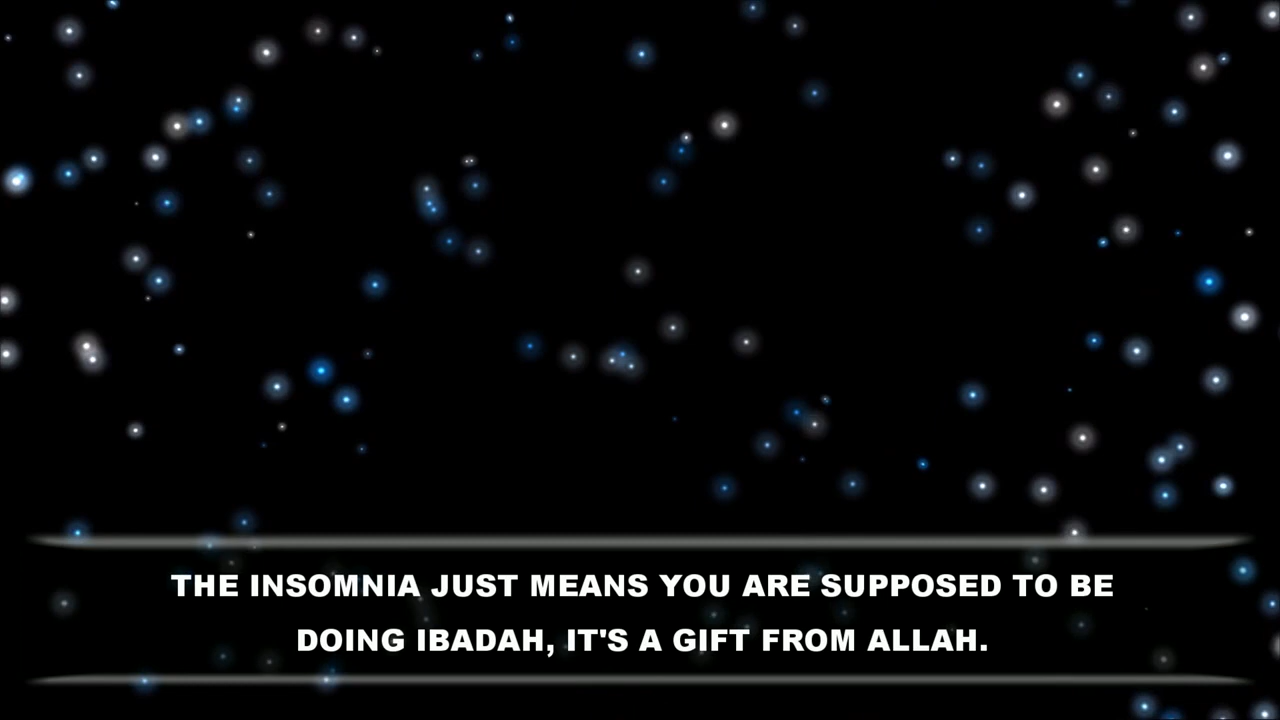 THE INSOMNIA JUST MEANS YOU ARE SUPPOSED TO BE
DOING IBADAH, IT'S A GIFT FROM ALLAH.